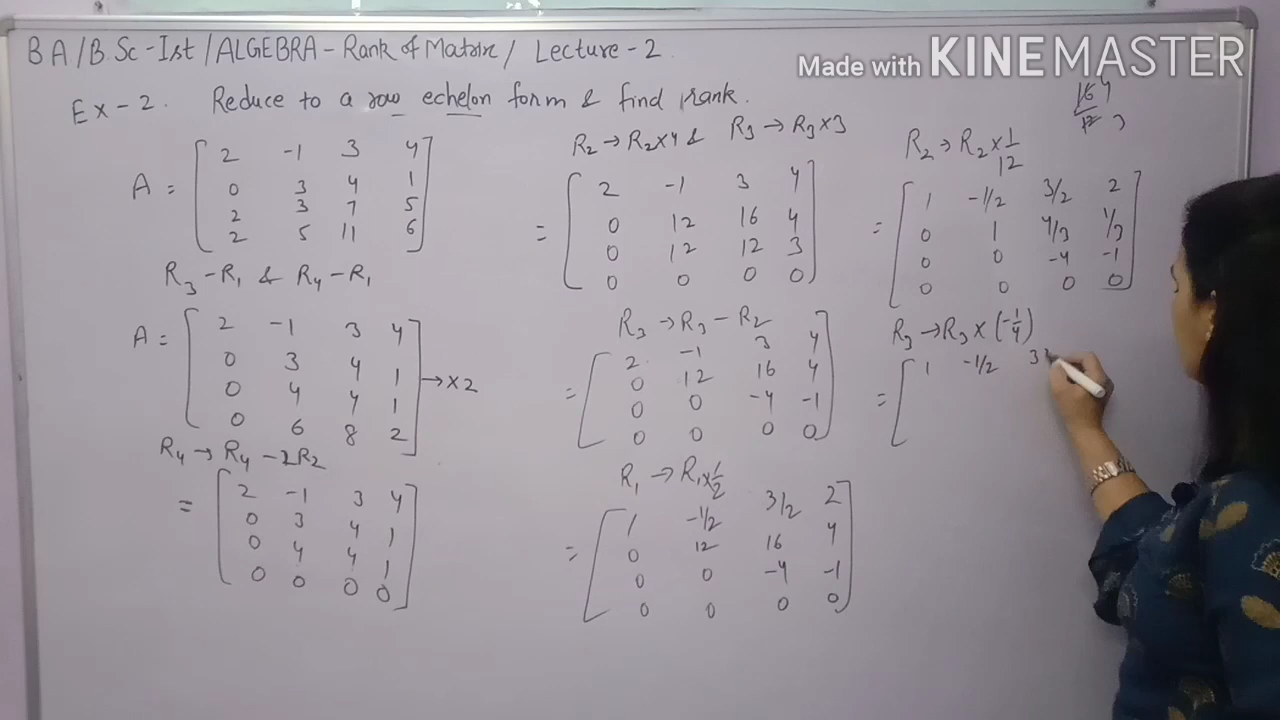 BA/B.Sc-Ist/ALGEBRA-Rank of Matrix/ Lecture-2
Made with KINEMASTER
Ex-2. Reduce to a row echelon form & find rank.
A = [ 2 -1 3 4
0 3 4 1
2 3 7 5
2 5 11 6 ]
R3-R1 & R4-R1
A = [ 2 -1 3 4
0 3 4 1
0 4 4 1
0 6 8 2 ] →×2
R4 → R4 -2R2
= [ 2 -1 3 4
0 3 4 1
0 4 4 1
0 0 0 0 ]
R2 → R2×4 & R3 → R3×3
= [ 2 -1 3 4
0 12 16 4
0 12 12 3
0 0 0 0 ]
R3 → R3 - R2
= [ 2 -1 3 4
0 12 16 4
0 0 -4 -1
0 0 0 0 ]
R1 → R1×1/2
= [ 1 -1/2 3/2 2
0 12 16 4
0 0 -4 -1
0 0 0 0 ]
16 4
12 3
R2 → R2×1/12
= [ 1 -1/2 3/2 2
0 1 4/3 1/3
0 0 -4 -1
0 0 0 0 ]
R3 → R3 × (-1/4)
= [ 1 -1/2 3